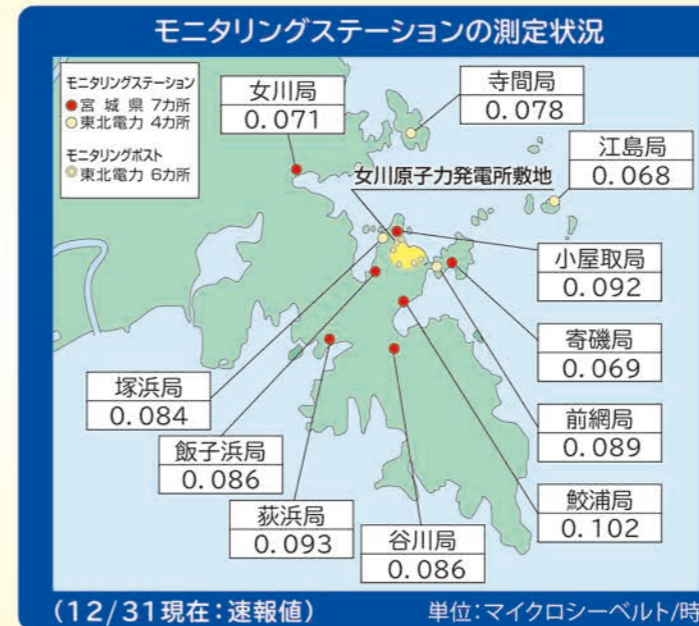 モニタリングステーションの測定状況
モニタリングステーション
宮城県 7カ所
東北電力 4カ所
モニタリングポスト
東北電力 6カ所
女川局
0.071
寺間局
0.078
江島局
0.068
女川原子力発電所敷地
小屋取局
0.092
寄磯局
0.069
前網局
0.089
鮫浦局
0.102
塚浜局
0.084
飯子浜局
0.086
荻浜局
0.093
谷川局
0.086
(12/31現在:速報値)
単位:マイクロシーベルト/時